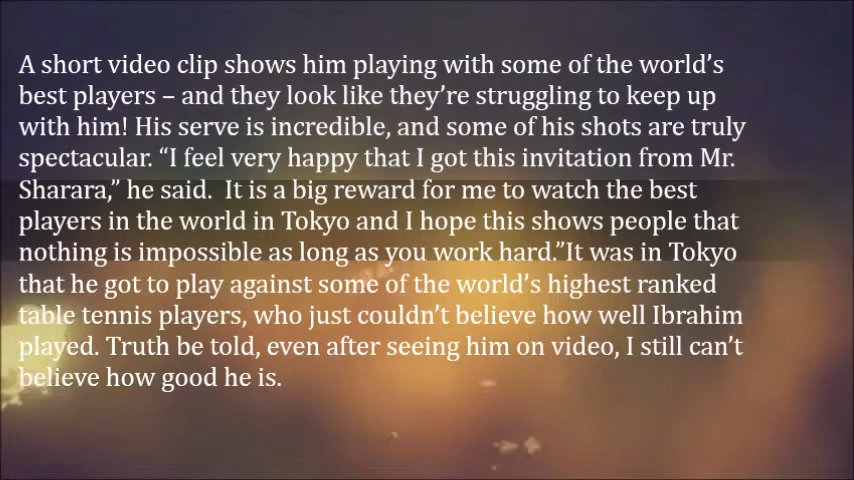 A short video clip shows him playing with some of the world’s
best players – and they look like they’re struggling to keep up
with him! His serve is incredible, and some of his shots are truly
spectacular. “I feel very happy that I got this invitation from Mr.
Sharara,” he said.  It is a big reward for me to watch the best
players in the world in Tokyo and I hope this shows people that
nothing is impossible as long as you work hard.”It was in Tokyo
that he got to play against some of the world’s highest ranked
table tennis players, who just couldn’t believe how well Ibrahim
played. Truth be told, even after seeing him on video, I still can’t
believe how good he is.